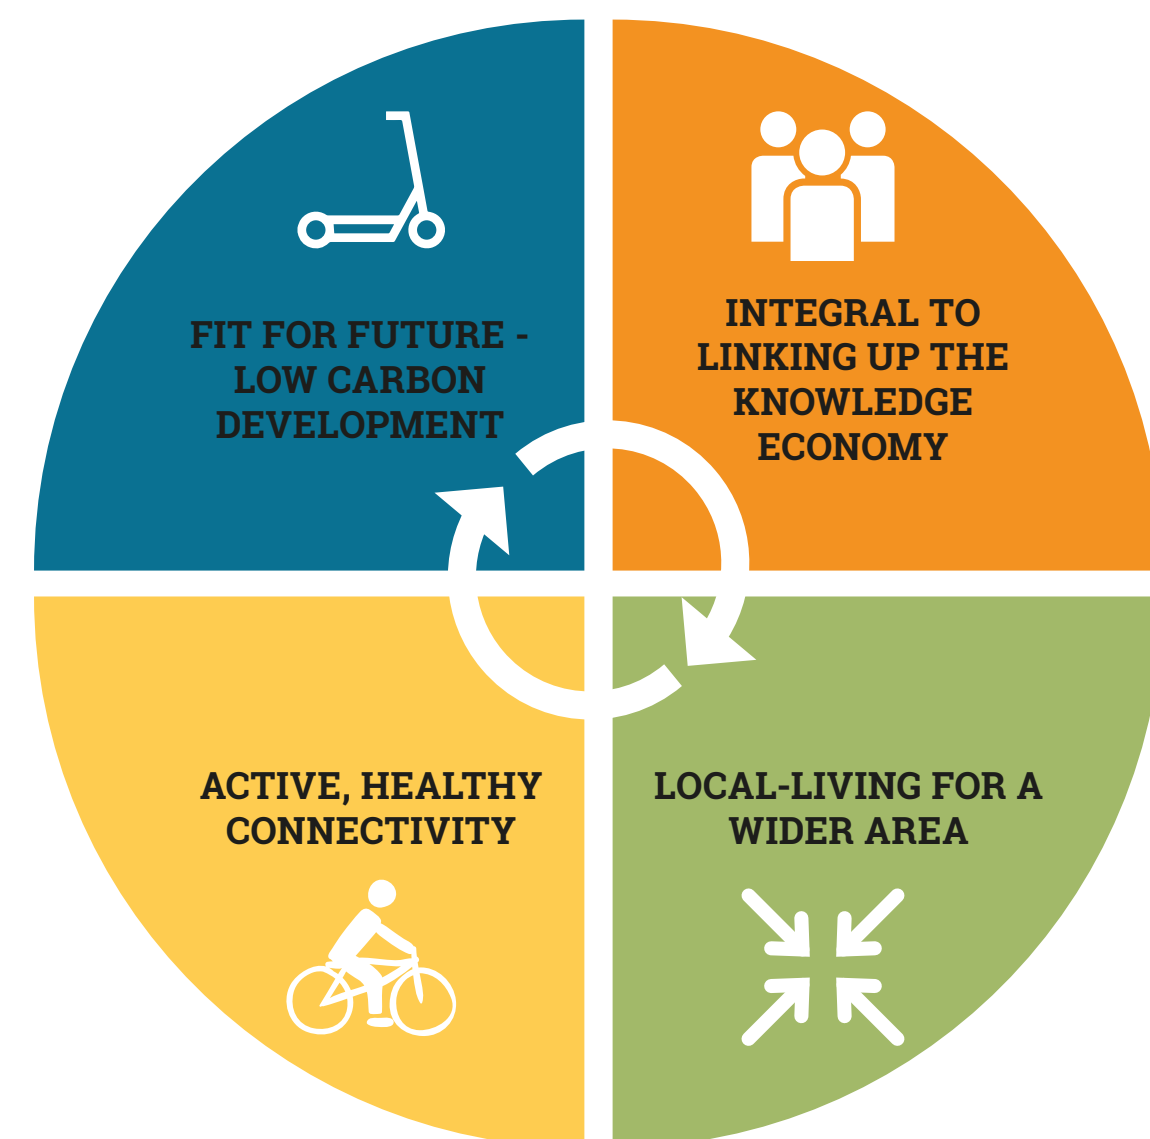 FIT FOR FUTURE -
LOW CARBON
DEVELOPMENT
INTEGRAL TO
LINKING UP THE
KNOWLEDGE
ECONOMY
ACTIVE, HEALTHY
CONNECTIVITY
LOCAL-LIVING FOR A
WIDER AREA